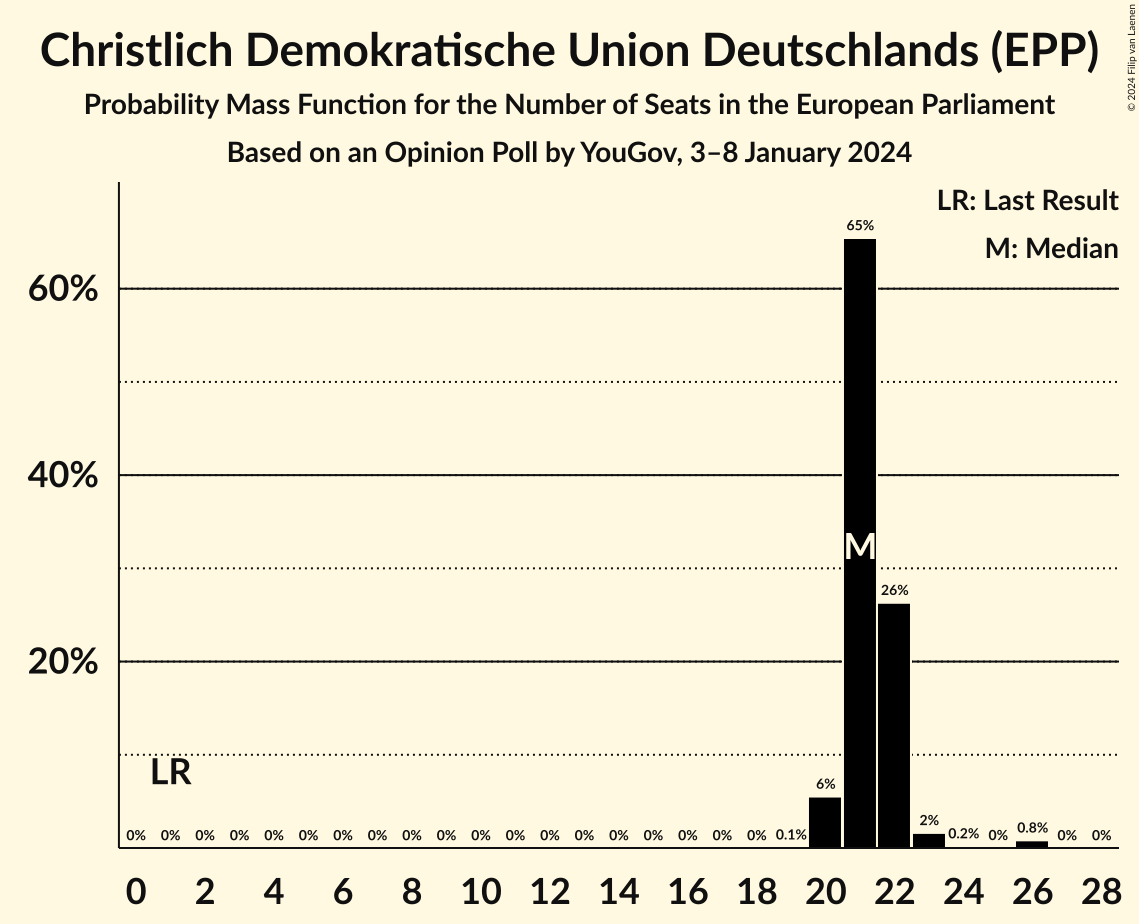 Christlich Demokratische Union Deutschlands (EPP)
Probability Mass Function for the Number of Seats in the European Parliament
Based on an Opinion Poll by YouGov, 3–8 January 2024
© 2024 Filip van Laenen
LR: Last Result
M: Median
65%
60%
40%
M
26%
20%
LR
6%
2%
0% 0% 0% 0% 0% 0% 0% 0% 0% 0% 0% 0% 0% 0% 0% 0% 0% 0% 0% 0.1% 0.2% 0% 0.8% 0% 0%
0 2 4 6 8 10 12 14 16 18 20 22 24 26 28